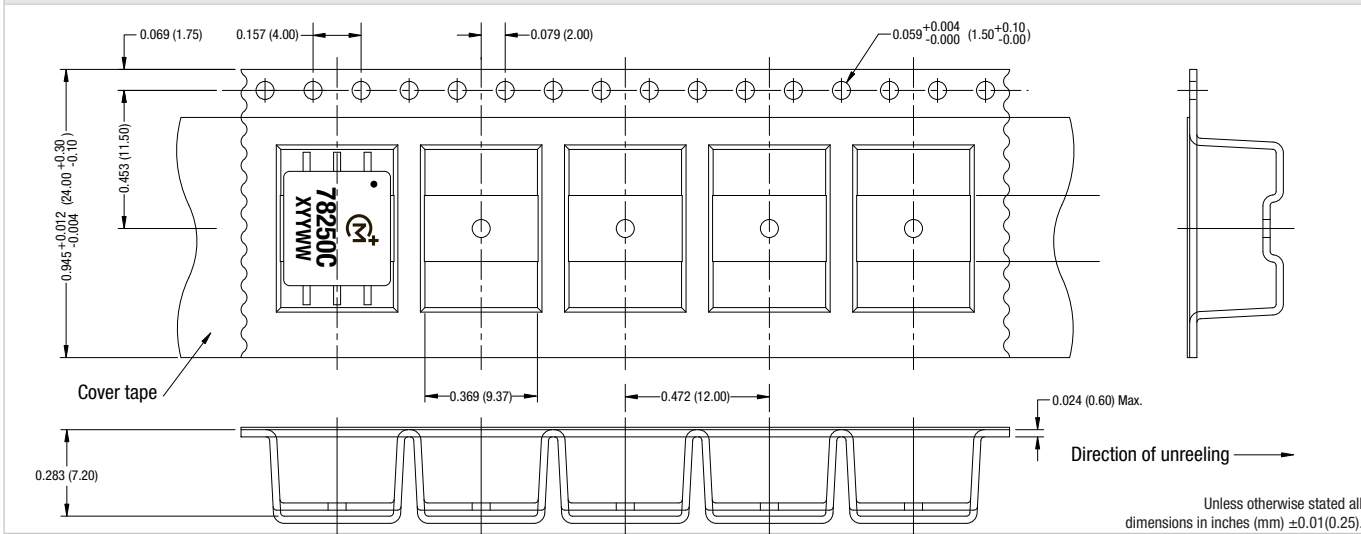 0.069 (1.75)
0.157 (4.00)
0.079 (2.00)
0.059 +0.004 -0.000 (1.50 +0.10 -0.00)
0.945 +0.012 -0.004 (24.00 +0.30 -0.10)
0.453 (11.50)
78250C
XYYWW
M
Cover tape
0.369 (9.37)
0.472 (12.00)
0.024 (0.60) Max.
0.283 (7.20)
Direction of unreeling
Unless otherwise stated all
dimensions in inches (mm) ±0.01(0.25).